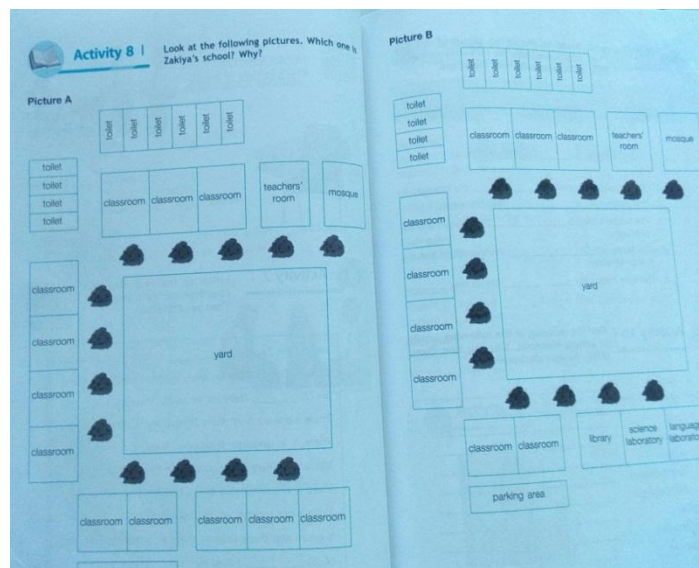 Activity 8
Look at the following pictures. Which one is
Zakiya's school? Why?
Picture A
toilet toilet toilet toilet toilet toilet
toilet
toilet
toilet
toilet
classroom classroom classroom
teachers'
room
mosque
classroom
classroom
classroom
classroom
yard
classroom classroom
classroom classroom classroom
Picture B
toilet toilet toilet toilet toilet toilet
toilet
toilet
toilet
toilet
classroom classroom classroom
teachers'
room
mosque
classroom
classroom
classroom
classroom
yard
classroom classroom
library
science
laboratory
languag
laborato
parking area